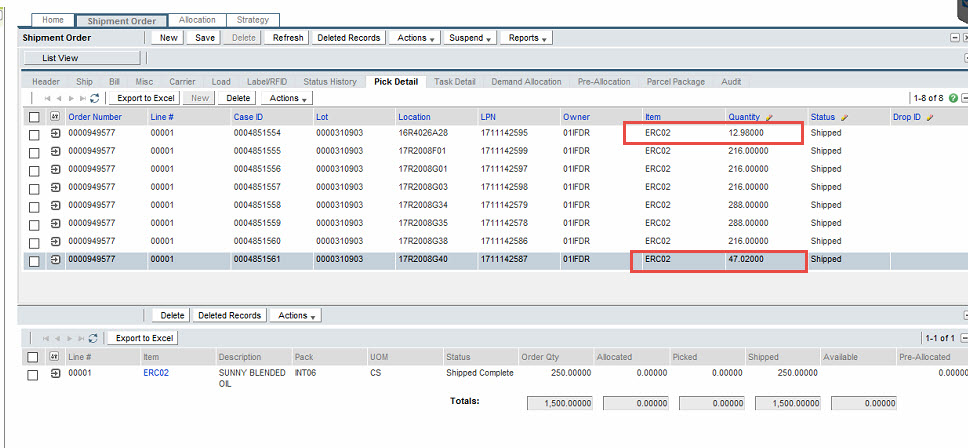 Home Shipment Order Allocation Strategy
Shipment Order New Save Delete Refresh Deleted Records Actions Suspend Reports
List View
Header Ship Bill Misc Carrier Load Label/RFID Status History Pick Detail Task Detail Demand Allocation Pre-Allocation Parcel Package Audit
Export to Excel New Delete Actions 1-8 of 8
Order Number Line # Case ID Lot Location LPN Owner Item Quantity Status Drop ID
0000949577 00001 0004851554 0000310903 16R4026A28 1711142595 01IFDR ERC02 12.98000 Shipped
0000949577 00001 0004851555 0000310903 17R2008F01 1711142599 01IFDR ERC02 216.00000 Shipped
0000949577 00001 0004851556 0000310903 17R2008G01 1711142597 01IFDR ERC02 216.00000 Shipped
0000949577 00001 0004851557 0000310903 17R2008G03 1711142598 01IFDR ERC02 216.00000 Shipped
0000949577 00001 0004851558 0000310903 17R2008G34 1711142579 01IFDR ERC02 288.00000 Shipped
0000949577 00001 0004851559 0000310903 17R2008G35 1711142578 01IFDR ERC02 288.00000 Shipped
0000949577 00001 0004851560 0000310903 17R2008G38 1711142586 01IFDR ERC02 216.00000 Shipped
0000949577 00001 0004851561 0000310903 17R2008G40 1711142587 01IFDR ERC02 47.02000 Shipped
Delete Deleted Records Actions
Export to Excel 1-1 of 1
Line # Item Description Pack UOM Status Order Qty Allocated Picked Shipped Available Pre-Allocated
00001 ERC02 SUNNY BLENDED INT06 CS Shipped Complete 250.00000 0.00000 0.00000 250.00000 0.00000
OIL
Totals: 1,500.00000 0.00000 0.00000 1,500.00000 0.00000